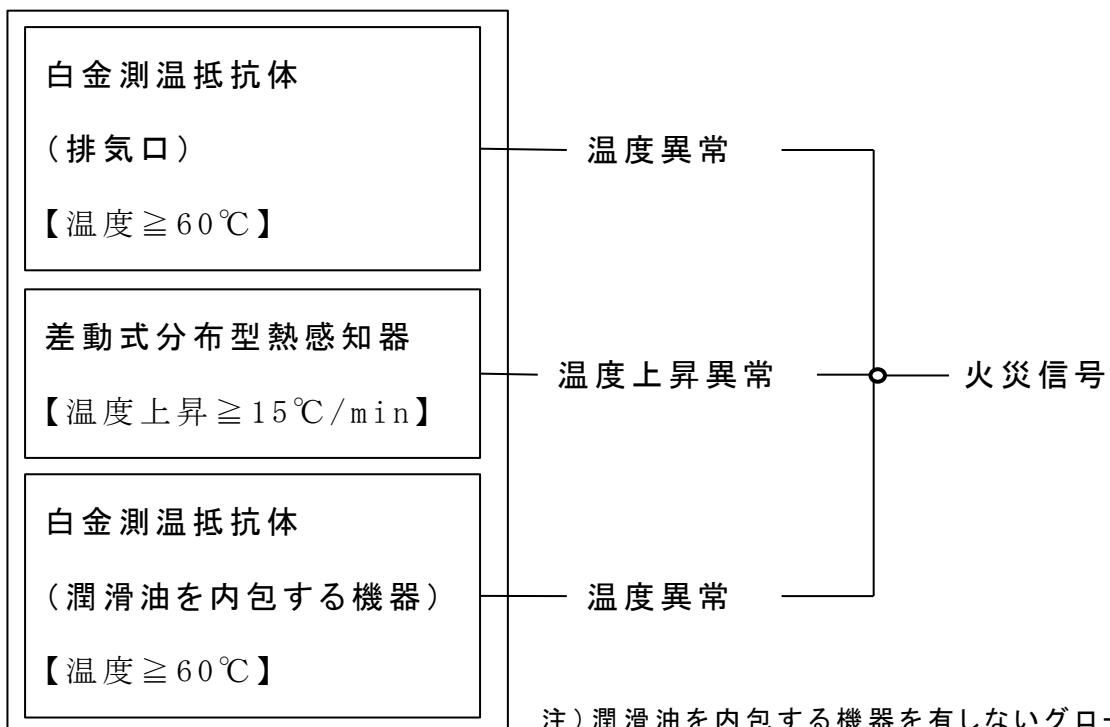 白金測温抵抗体
（排気口）
【温度≧60℃】
温度異常
差動式分布型熱感知器
【温度上昇≧15℃/min】
温度上昇異常
火災信号
白金測温抵抗体
（潤滑油を内包する機器）
【温度≧60℃】
温度異常
注）潤滑油を内包する機器を有しないグロー